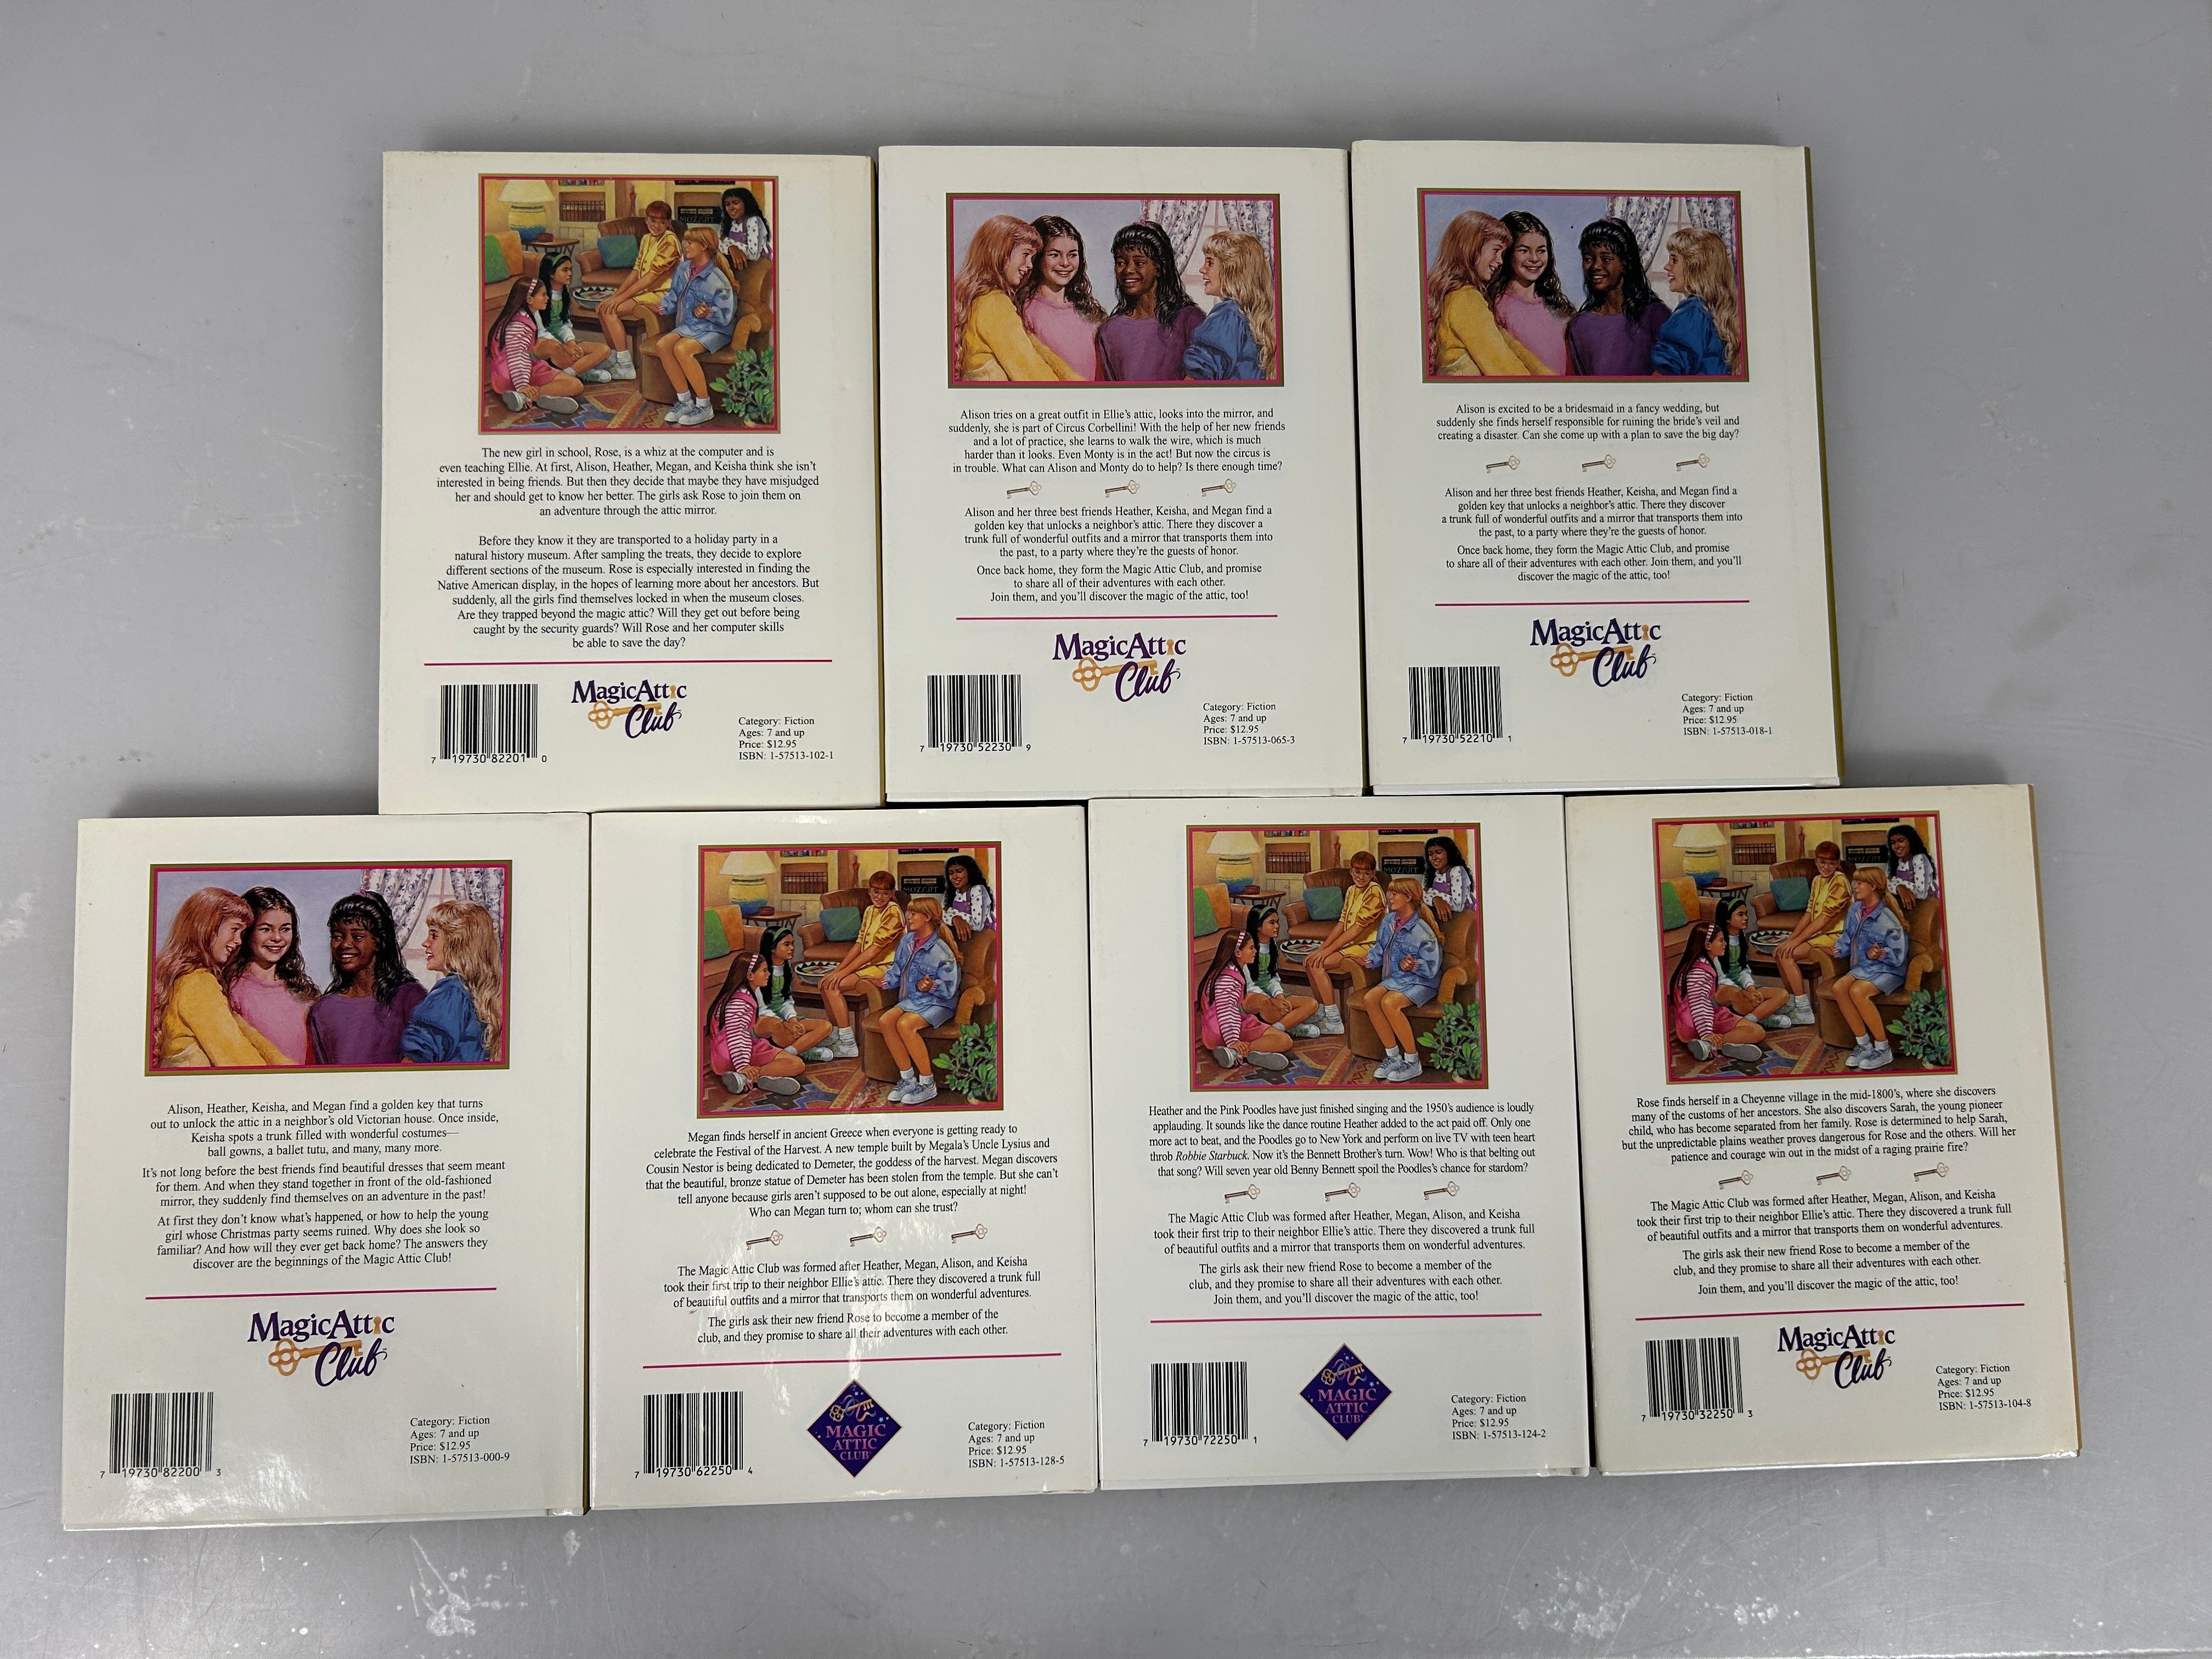 The new girl in school, Rose, is a whiz at the computer and is
even teaching Ellie. At first, Alison, Heather, Megan, and Keisha think she isn't
interested in being friends. But then they decide that maybe they have misjudged
her and should get to know her better. The girls ask Rose to join them on
an adventure through the attic mirror.
Before they know it they are transported to a holiday party in a
natural history museum. After sampling the treats, they decide to explore
different sections of the museum. Rose is especially interested in finding the
Native American display, in the hopes of learning more about her ancestors. But
suddenly, all the girls find themselves locked in when the museum closes.
Are they trapped beyond the magic attic? Will they get out before being
caught by the security guards? Will Rose and her computer skills
be able to save the day?
MagicAttic
Club
7 19730 82201 0
Category: Fiction
Ages: 7 and up
Price: $12.95
ISBN: 1-57513-102-1
Alison tries on a great outfit in Ellie's attic, looks into the mirror, and
suddenly, she is part of Circus Corbellini! With the help of her new friends
and a lot of practice, she learns to walk the wire, which is much
harder than it looks. Even Monty is in the act! But now the circus is
in trouble. What can Alison and Monty do to help? Is there enough time?
Alison and her three best friends Heather, Keisha, and Megan find a
golden key that unlocks a neighbor's attic. There they discover a
trunk full of wonderful outfits and a mirror that transports them into
the past, to a party where they're the guests of honor.
Once back home, they form the Magic Attic Club, and promise
to share all of their adventures with each other.
Join them, and you'll discover the magic of the attic, too!
MagicAttic
Club
7 19730 52230 9
Category: Fiction
Ages: 7 and up
Price: $12.95
ISBN: 1-57513-065-3
Alison is excited to be a bridesmaid in a fancy wedding, but
suddenly she finds herself responsible for ruining the bride's veil and
creating a disaster. Can she come up with a plan to save the big day?
Alison and her three best friends Heather, Keisha, and Megan find a
golden key that unlocks a neighbor's attic. There they discover
a trunk full of wonderful outfits and a mirror that transports them into
the past, to a party where they're the guests of honor.
Once back home, they form the Magic Attic Club, and promise
to share all of their adventures with each other. Join them, and you'll
discover the magic of the attic, too!
MagicAttic
Club
7 19730 52210 1
Category: Fiction
Ages: 7 and up
Price: $12.95
ISBN: 1-57513-018-1
Alison, Heather, Keisha, and Megan find a golden key that turns
out to unlock the attic in a neighbor's old Victorian house. Once inside,
Keisha spots a trunk filled with wonderful costumes—
ball gowns, a ballet tutu, and many, many more.
It's not long before the best friends find beautiful dresses that seem meant
for them. And when they stand together in front of the old-fashioned
mirror, they suddenly find themselves on an adventure in the past!
At first they don't know what's happened, or how to help the young
girl whose Christmas party seems ruined. Why does she look so
familiar? And how will they ever get back home? The answers they
discover are the beginnings of the Magic Attic Club!
MagicAttic
Club
7 19730 82200 3
Category: Fiction
Ages: 7 and up
Price: $12.95
ISBN: 1-57513-000-9
MOZART
Megan finds herself in ancient Greece when everyone is getting ready to
celebrate the Festival of the Harvest. A new temple built by Megala's Uncle Lysius and
Cousin Nestor is being dedicated to Demeter, the goddess of the harvest. Megan discovers
that the beautiful, bronze statue of Demeter has been stolen from the temple. But she can't
tell anyone because girls aren't supposed to be out alone, especially at night!
Who can Megan turn to; whom can she trust?
The Magic Attic Club was formed after Heather, Megan, Alison, and Keisha
took their first trip to their neighbor Ellie's attic. There they discovered a trunk full
of beautiful outfits and a mirror that transports them on wonderful adventures.
The girls ask their new friend Rose to become a member of the
club, and they promise to share all their adventures with each other.
MAGIC
ATTIC
CLUB
7 19730 62250 4
Category: Fiction
Ages: 7 and up
Price: $12.95
ISBN: 1-57513-128-5
MOZART
Heather and the Pink Poodles have just finished singing and the 1950's audience is loudly
applauding. It sounds like the dance routine Heather added to the act paid off. Only one
more act to beat, and the Poodles go to New York and perform on live TV with teen heart
throb Robbie Starbuck. Now it's the Bennett Brother's turn. Wow! Who is that belting out
that song? Will seven year old Benny Bennett spoil the Poodles's chance for stardom?
The Magic Attic Club was formed after Heather, Megan, Alison, and Keisha
took their first trip to their neighbor Ellie's attic. There they discovered a trunk full
of beautiful outfits and a mirror that transports them on wonderful adventures.
The girls ask their new friend Rose to become a member of the
club, and they promise to share all their adventures with each other.
Join them, and you'll discover the magic of the attic, too!
MAGIC
ATTIC
CLUB
7 19730 72250 1
Category: Fiction
Ages: 7 and up
Price: $12.95
ISBN: 1-57513-124-2
MOZART
Rose finds herself in a Cheyenne village in the mid-1800's, where she discovers
many of the customs of her ancestors. She also discovers Sarah, the young pioneer
child, who has become separated from her family. Rose is determined to help Sarah,
but the unpredictable plains weather proves dangerous for Rose and the others. Will her
patience and courage win out in the midst of a raging prairie fire?
The Magic Attic Club was formed after Heather, Megan, Alison, and Keisha
took their first trip to their neighbor Ellie's attic. There they discovered a trunk full
of beautiful outfits and a mirror that transports them on wonderful adventures.
The girls ask their new friend Rose to become a member of the
club, and they promise to share all their adventures with each other.
Join them, and you'll discover the magic of the attic, too!
MagicAttic
Club
7 19730 32250 3
Category: Fiction
Ages: 7 and up
Price: $12.95
ISBN: 1-57513-104-8